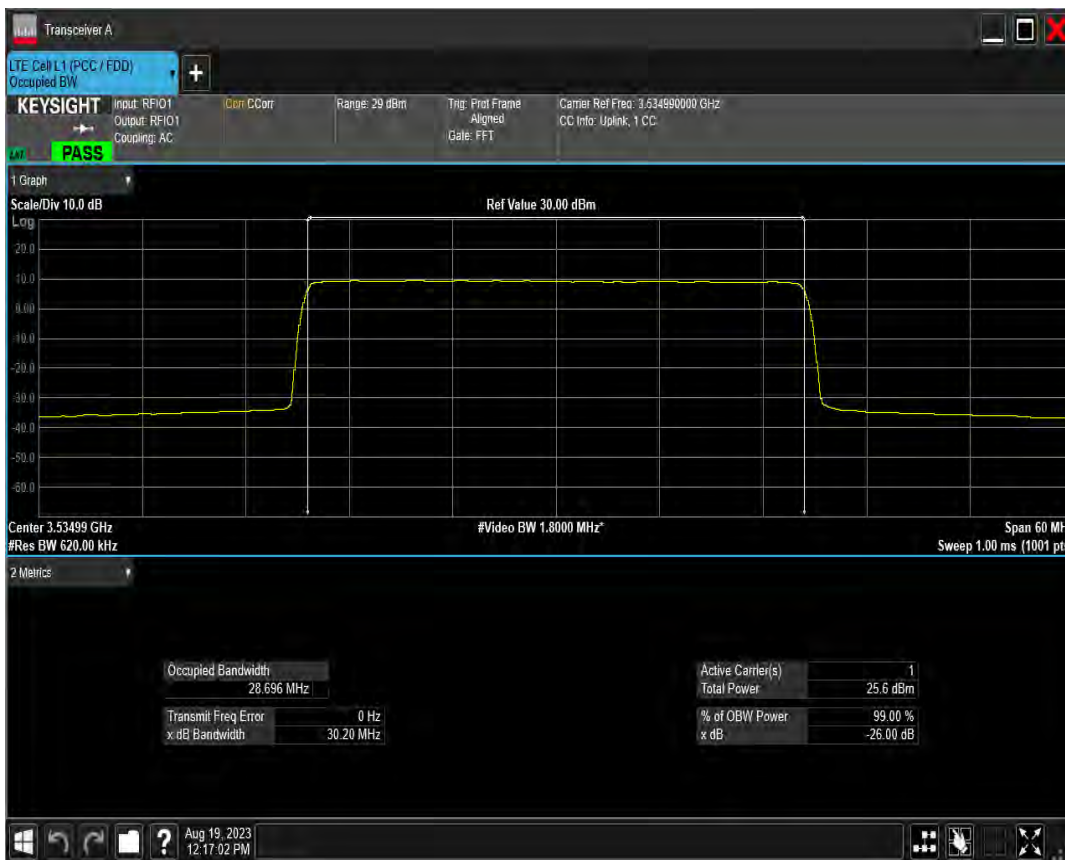 Transceiver A
LTE Cell L1 (PCC / FDD)
Occupied BW
KEYSIGHT
Input: RFIO1
Output: RFIO1
Coupling: AC
Corr CCorr
Range: 29 dBm
Trig: Prot Frame
Aligned
Gate: FFT
Carrier Ref Freq: 3.534990000 GHz
CC Info: Uplink, 1 CC
LNI
PASS
1 Graph
Scale/Div 10.0 dB
Ref Value 30.00 dBm
Log
20.0
10.0
0.00
-10.0
-20.0
-30.0
-40.0
-50.0
-60.0
Center 3.53499 GHz
#Video BW 1.8000 MHz*
Span 60 MH
#Res BW 620.00 kHz
Sweep 1.00 ms (1001 pt
2 Metrics
Occupied Bandwidth
28.696 MHz
Transmit Freq Error 0 Hz
x dB Bandwidth 30.20 MHz
Active Carrier(s) 1
Total Power 25.6 dBm
% of OBW Power 99.00 %
x dB -26.00 dB
?
Aug 19, 2023
12:17:02 PM